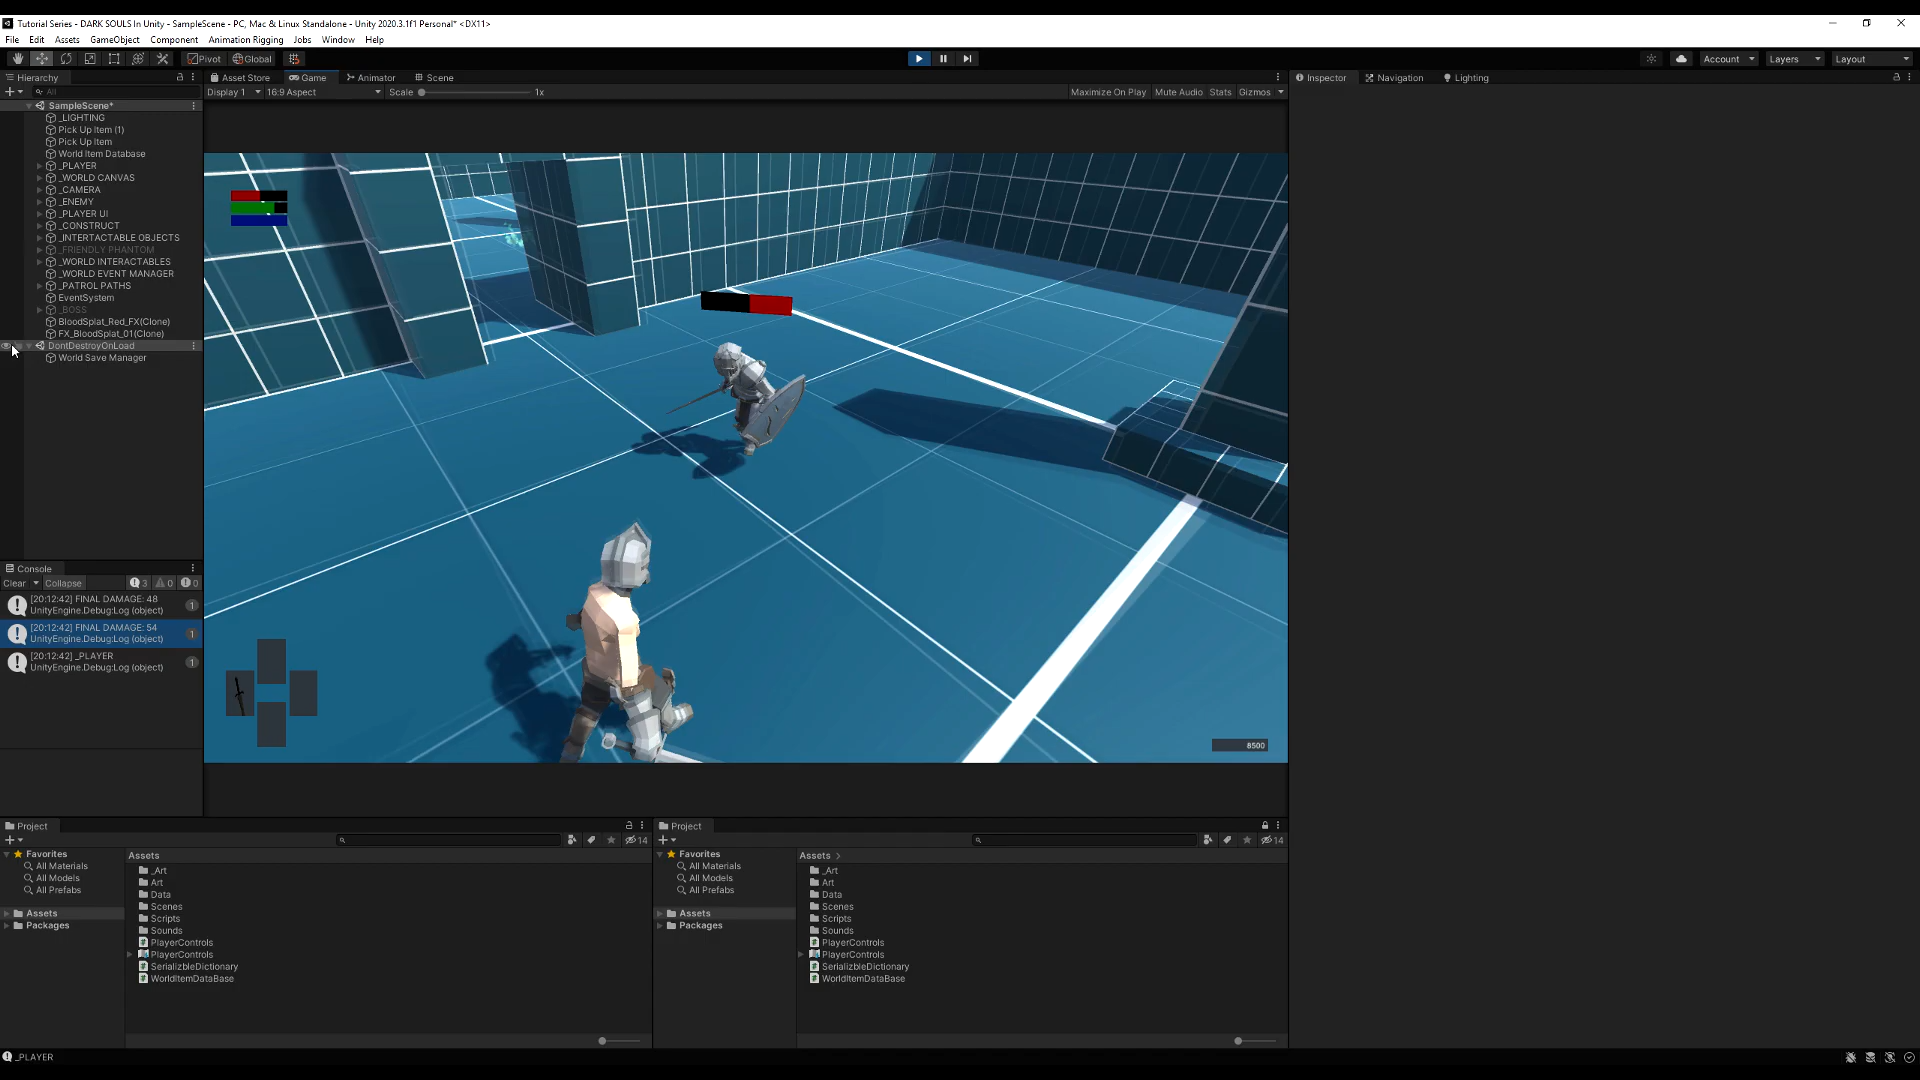 Tutorial Series - DARK SOULS In Unity - SampleScene - PC, Mac & Linux Standalone - Unity 2020.3.1f1 Personal* <DX11>
File Edit Assets GameObject Component Animation Rigging Jobs Window Help
Pivot Global Account Layers Layout
Hierarchy Asset Store Game Animator Scene Inspector Navigation Lighting
All Display 1 16:9 Aspect Scale 1x Maximize On Play Mute Audio Stats Gizmos
SampleScene*
_LIGHTING
Pick Up Item (1)
Pick Up Item
World Item Database
_PLAYER
_WORLD CANVAS
_CAMERA
_ENEMY
_PLAYER UI
_CONSTRUCT
_INTERTACTABLE OBJECTS
_FRIENDLY PHANTOM
_WORLD INTERACTABLES
_WORLD EVENT MANAGER
_PATROL PATHS
EventSystem
_BOSS
BloodSplat_Red_FX(Clone)
FX_BloodSplat_01(Clone)
DontDestroyOnLoad
World Save Manager
Console
Clear Collapse 3 0 0
[20:12:42] FINAL DAMAGE: 48
UnityEngine.Debug:Log (object) 1
[20:12:42] FINAL DAMAGE: 54
UnityEngine.Debug:Log (object) 1
[20:12:42] _PLAYER
UnityEngine.Debug:Log (object) 1
8500
Project
14
Favorites
All Materials
All Models
All Prefabs
Assets
Packages
Assets
_Art
Art
Data
Scenes
Scripts
Sounds
PlayerControls
PlayerControls
SerializbleDictionary
WorldItemDataBase
Project
14
Favorites
All Materials
All Models
All Prefabs
Assets
Packages
Assets >
_Art
Art
Data
Scenes
Scripts
Sounds
PlayerControls
PlayerControls
SerializbleDictionary
WorldItemDataBase
_PLAYER